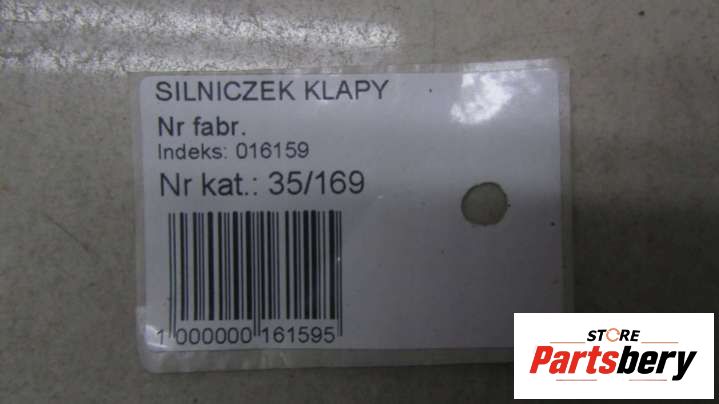 SILNICZEK KLAPY
Nr fabr.
Indeks: 016159
Nr kat.: 35/169
1 000000 161595
STORE
Partsbery